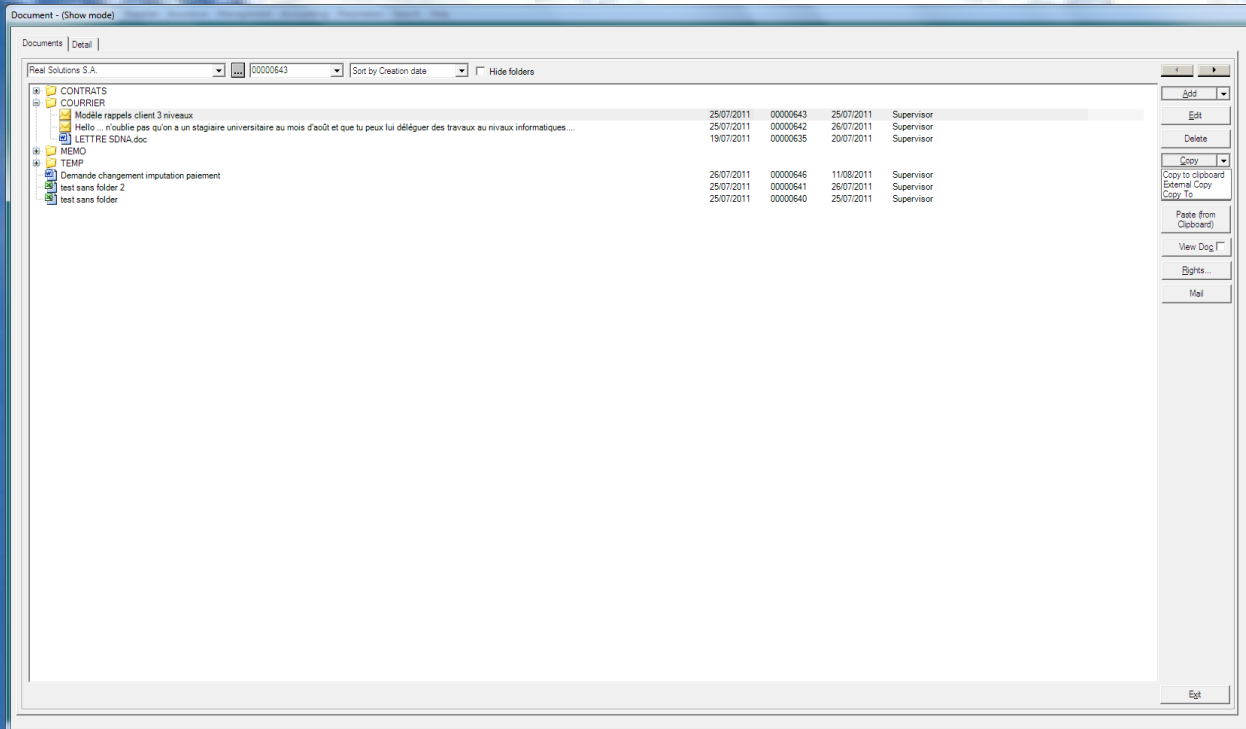 Document - (Show mode)
Documents Detail
Real Solutions S.A. ... 00000643 Sort by Creation date Hide folders
CONTRATS
Add
COURRIER
Modèle rappels client 3 niveaux 25/07/2011 00000643 25/07/2011 Supervisor
Edit
Hello ... n'oublie pas qu'on a un stagiaire universitaire au mois d'août et que tu peux lui déléguer des travaux au nivaux informatiques.... 25/07/2011 00000642 26/07/2011 Supervisor
LETTRE SDNA.doc 19/07/2011 00000635 20/07/2011 Supervisor
Delete
MEMO
TEMP
Copy
Demande changement imputation paiement 26/07/2011 00000646 11/08/2011 Supervisor
Copy to clipboard
test sans folder 2 25/07/2011 00000641 26/07/2011 Supervisor
External Copy
Copy To
test sans folder 25/07/2011 00000640 25/07/2011 Supervisor
Paste (from
Clipboard)
View Doc
Rights...
Mail
Exit